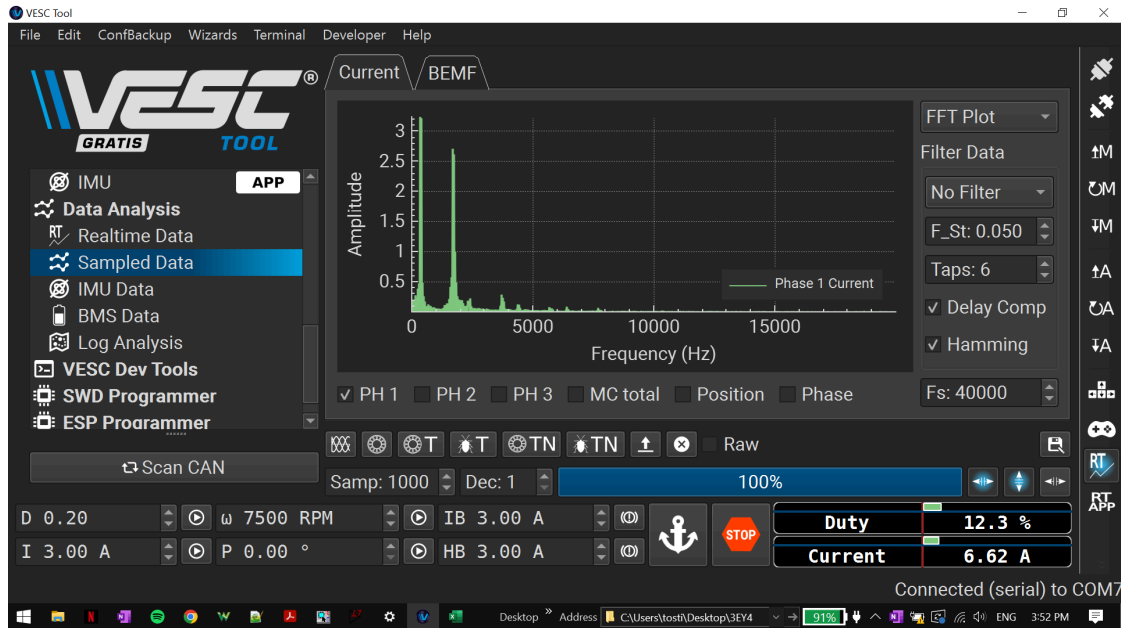 VESC Tool
File Edit ConfBackup Wizards Terminal Developer Help
VESC®
GRATIS TOOL
IMU APP
Data Analysis
RT Realtime Data
Sampled Data
IMU Data
BMS Data
Log Analysis
VESC Dev Tools
SWD Programmer
ESP Programmer
Scan CAN
Current BEMF
3
2.5
2
1.5
1
0.5
Amplitude
0 5000 10000 15000
Frequency (Hz)
Phase 1 Current
FFT Plot
Filter Data
No Filter
F_St: 0.050
Taps: 6
Delay Comp
Hamming
PH 1 PH 2 PH 3 MC total Position Phase
Fs: 40000
T T TN TN Raw
Samp: 1000 Dec: 1 100%
D 0.20 ω 7500 RPM IB 3.00 A
I 3.00 A P 0.00 ° HB 3.00 A
STOP
Duty 12.3 %
Current 6.62 A
M
M
M
A
A
A
RT
RT
APP
Connected (serial) to COM7
Desktop » Address C:\Users\tosti\Desktop\3EY4 91% ENG 3:52 PM